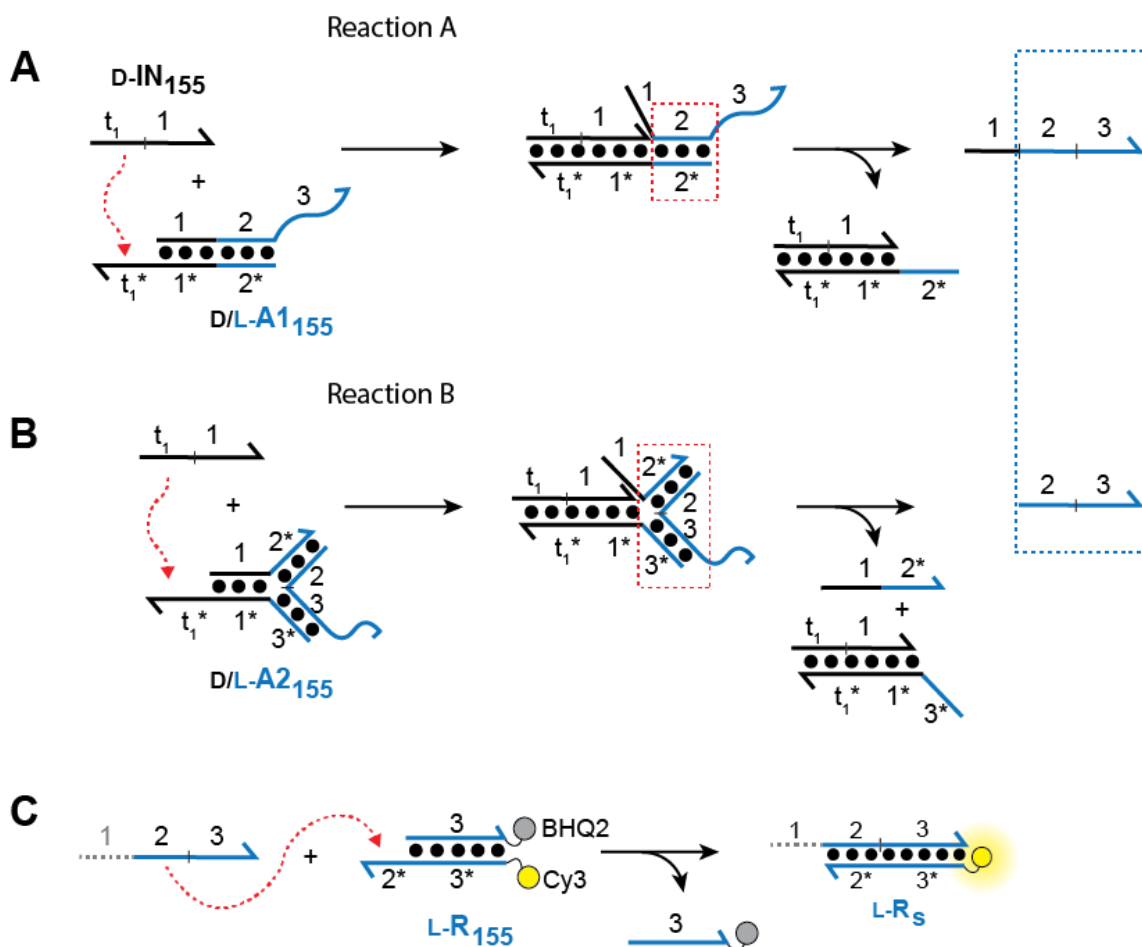 Reaction A
A
D-IN155
t1 1
1
2
3
1
2
3
t1 1
+
3
1 2
t1* 1* 2*
t1* 1* 2*
D/L-A1155
t1 1
t1* 1* 2*
Reaction B
B
t1 1
1
t1 1
2*
2
3
1* 3*
t1*
2 3
+
1
2*
2
3
t1* 1* 3*
D/L-A2155
1 2*
+
t1 1
t1* 1* 3*
C
1 2 3
+
3
BHQ2
2* 3*
Cy3
L-R155
3
1 2 3
2* 3*
L-RS